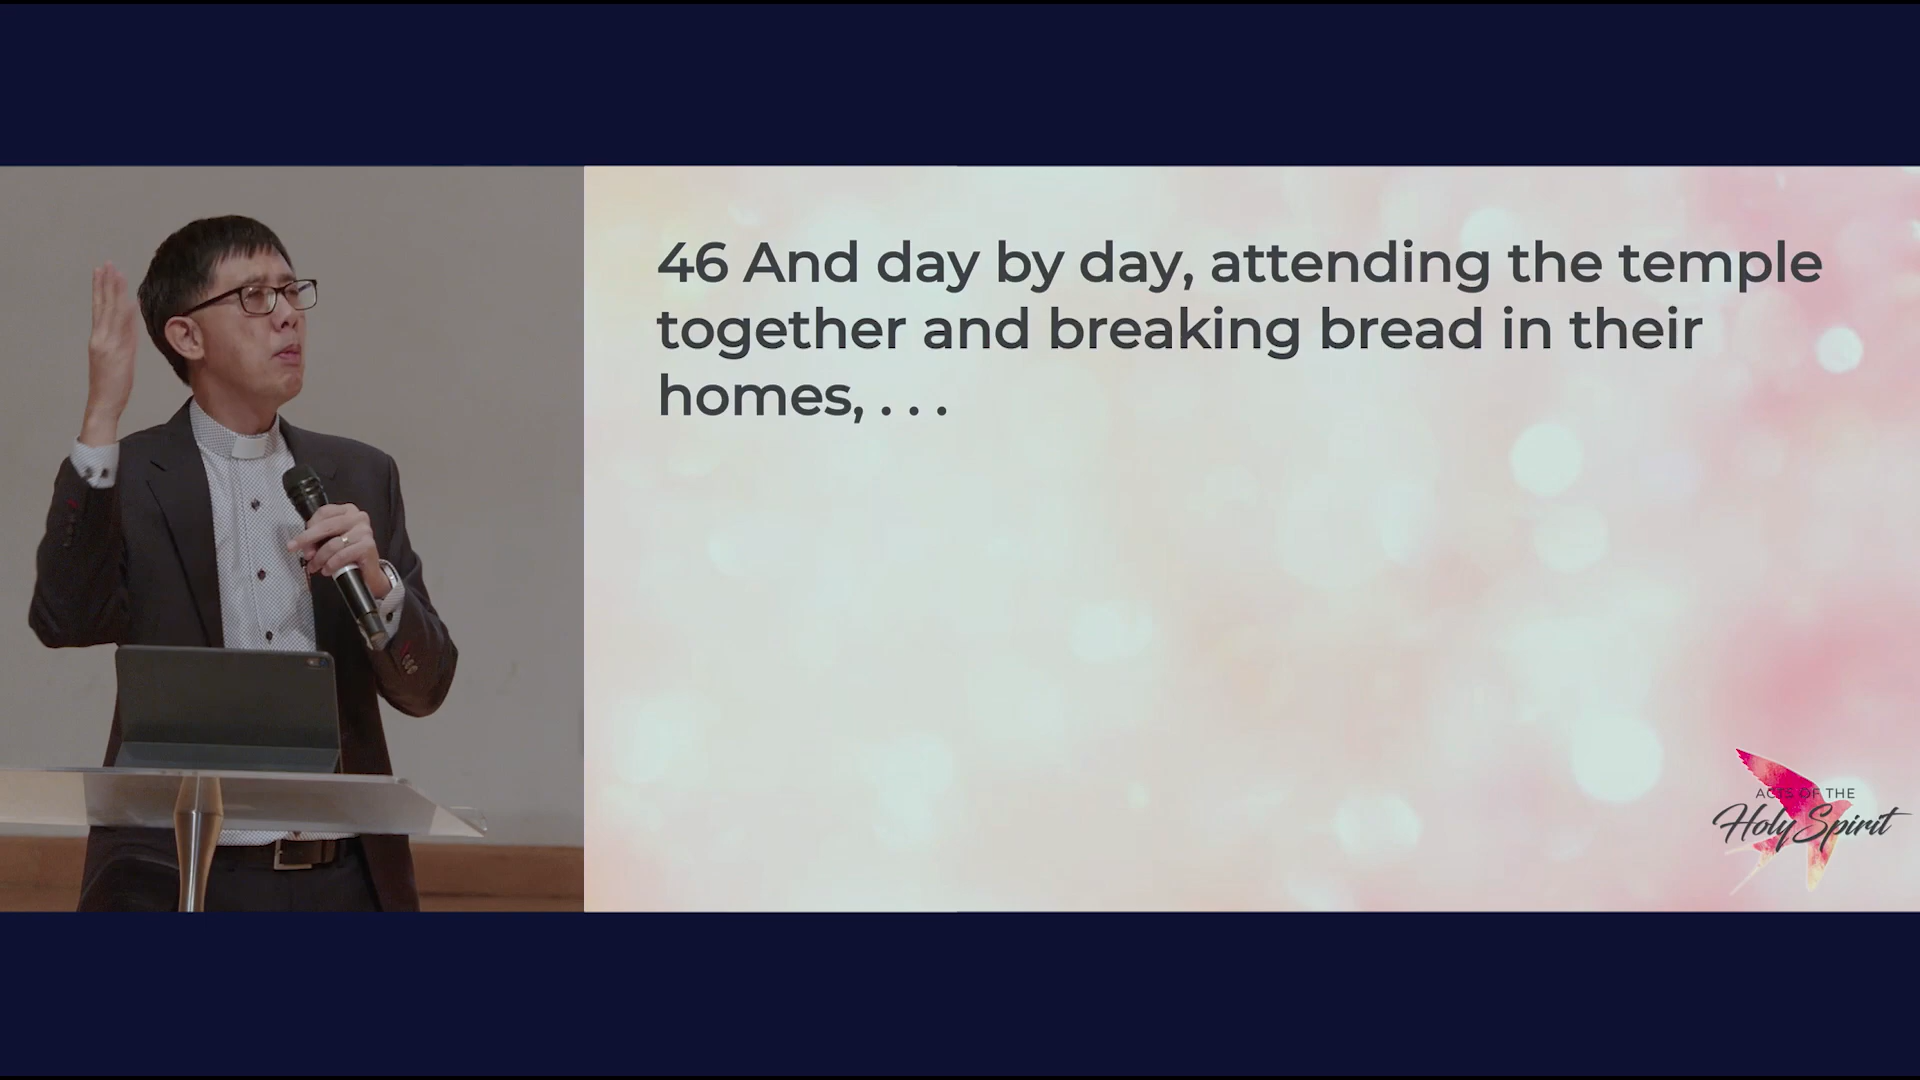 46 And day by day, attending the temple
together and breaking bread in their
homes, . . .
ACTS OF THE
Holy Spirit